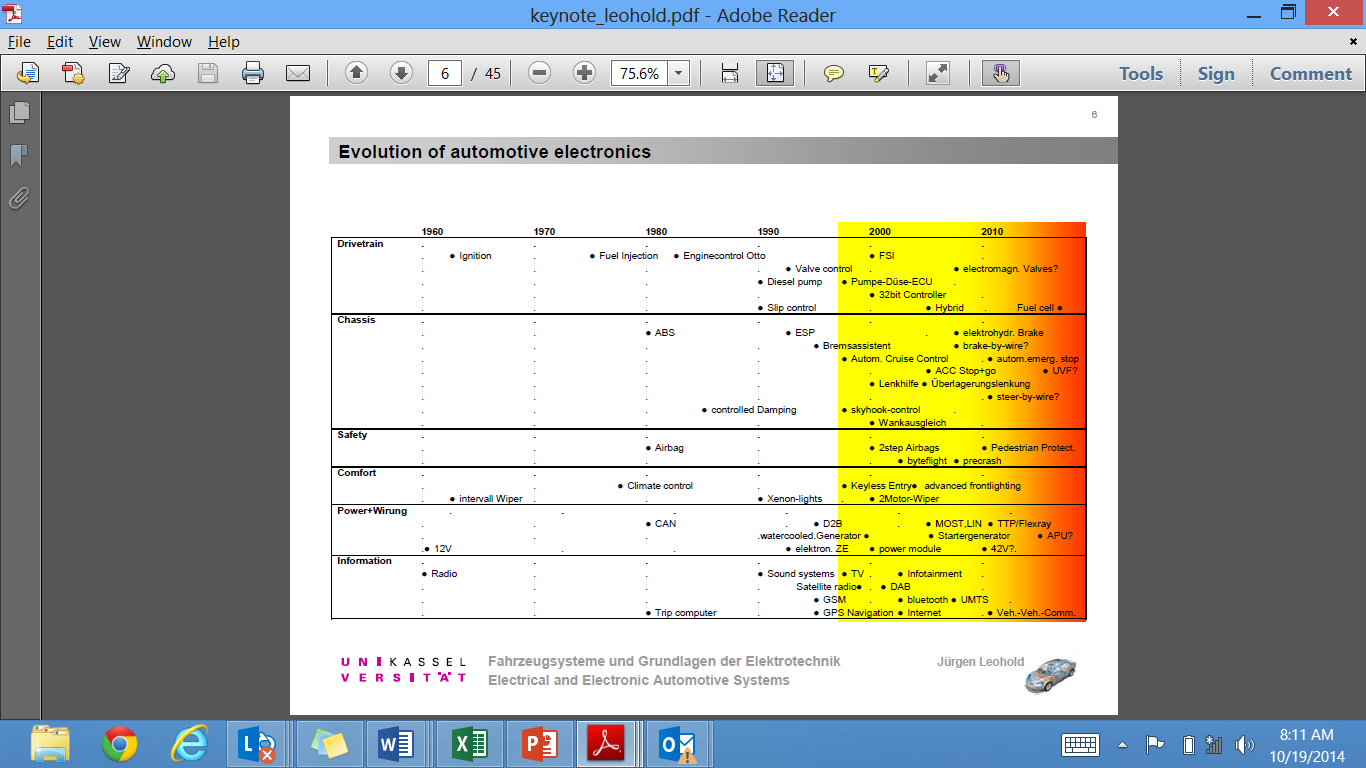 keynote_leohold.pdf - Adobe Reader
File Edit View Window Help
6 / 45 75.6% Tools Sign Comment
6
Evolution of automotive electronics
1960 1970 1980 1990 2000 2010
Drivetrain
● Ignition ● Fuel Injection ● Enginecontrol Otto ● FSI
● Valve control ● electromagn. Valves?
● Diesel pump ● Pumpe-Düse-ECU
● 32bit Controller
● Slip control ● Hybrid Fuel cell ●
Chassis
● ABS ● ESP ● elektrohydr. Brake
● Bremsassistent ● brake-by-wire?
● Autom. Cruise Control ● autom.emerg. stop
● ACC Stop+go ● UVF?
● Lenkhilfe ● Überlagerungslenkung
● steer-by-wire?
● controlled Damping ● skyhook-control
● Wankausgleich
Safety
● Airbag ● 2step Airbags ● Pedestrian Protect.
● byteflight ● precrash
Comfort
● Climate control ● Keyless Entry● advanced frontlighting
● intervall Wiper ● Xenon-lights ● 2Motor-Wiper
Power+Wirung
● CAN ● D2B ● MOST,LIN ● TTP/Flexray
.watercooled.Generator ● ● Startergenerator ● APU?
.● 12V ● elektron. ZE ● power module ● 42V?.
Information
● Radio ● Sound systems ● TV ● Infotainment
Satellite radio● ● DAB
● GSM ● bluetooth ● UMTS
● Trip computer ● GPS Navigation ● Internet ● Veh.-Veh.-Comm.
UNIKASSEL
VERSITÄT
Fahrzeugsysteme und Grundlagen der Elektrotechnik
Electrical and Electronic Automotive Systems
Jürgen Leohold
8:11 AM
10/19/2014